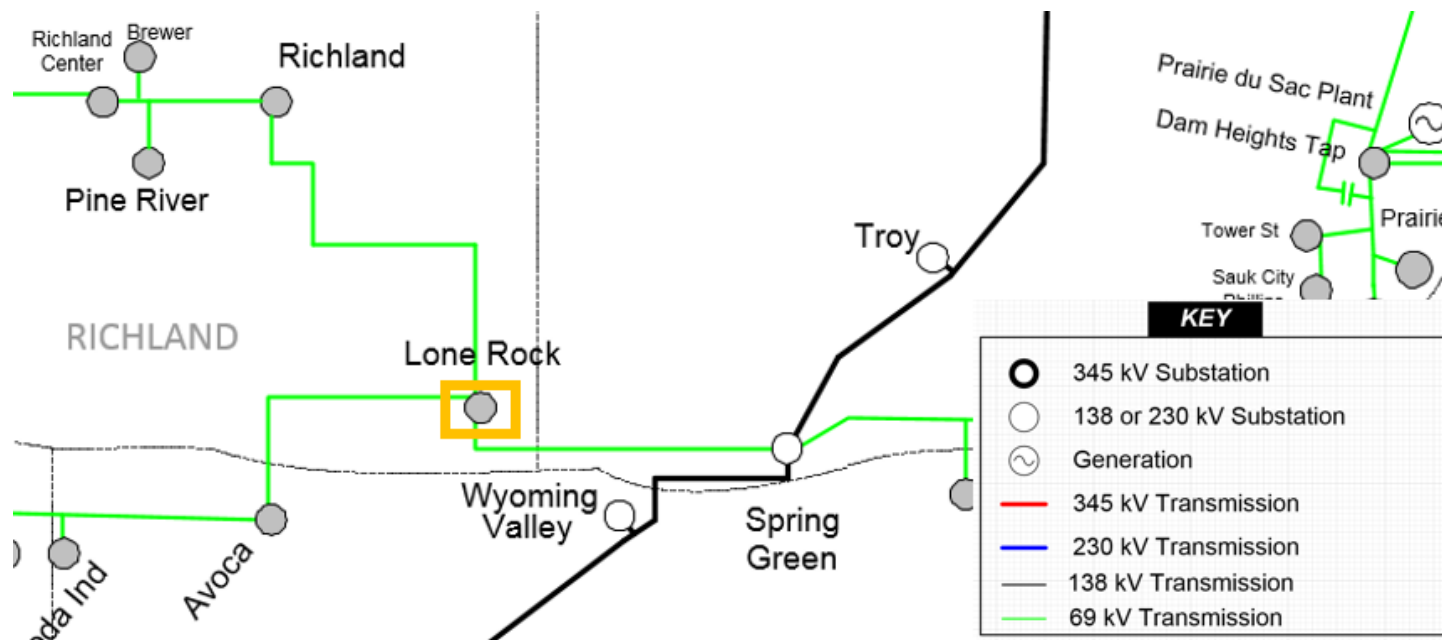 Richland
Center
Brewer
Richland
Pine River
RICHLAND
Lone Rock
Troy
Prairie du Sac Plant
Dam Heights Tap
Tower St
Prairie
Sauk City
Wyoming
Valley
Spring
Green
Avoca
Ind
KEY
345 kV Substation
138 or 230 kV Substation
Generation
345 kV Transmission
230 kV Transmission
138 kV Transmission
69 kV Transmission